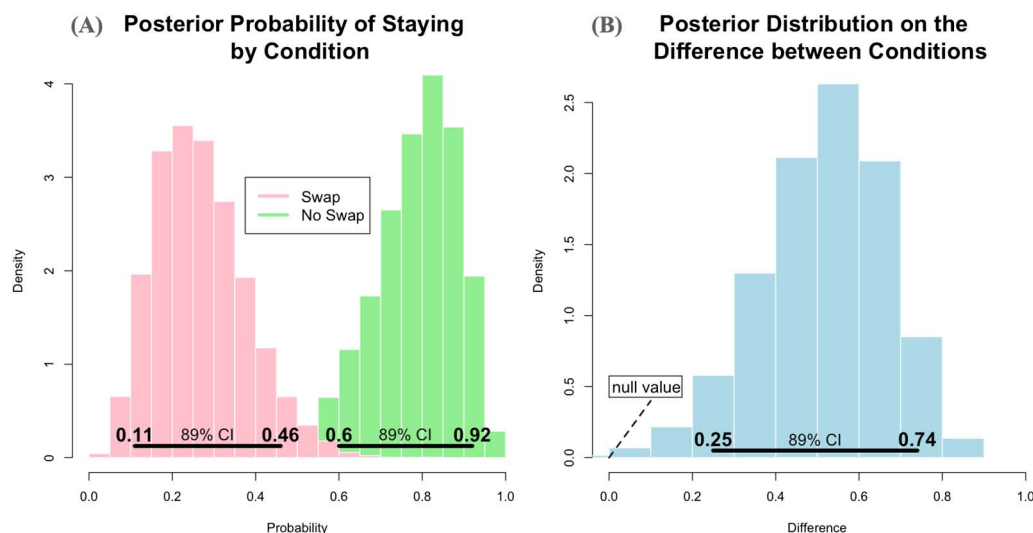 (A) Posterior Probability of Staying
by Condition
Density
4
3
2
1
0
Swap
No Swap
0.11 89% CI 0.46 0.6 89% CI 0.92
0.0 0.2 0.4 0.6 0.8 1.0
Probability
(B) Posterior Distribution on the
Difference between Conditions
Density
2.5
2.0
1.5
1.0
0.5
0.0
null value
0.25 89% CI 0.74
0.0 0.2 0.4 0.6 0.8 1.0
Difference